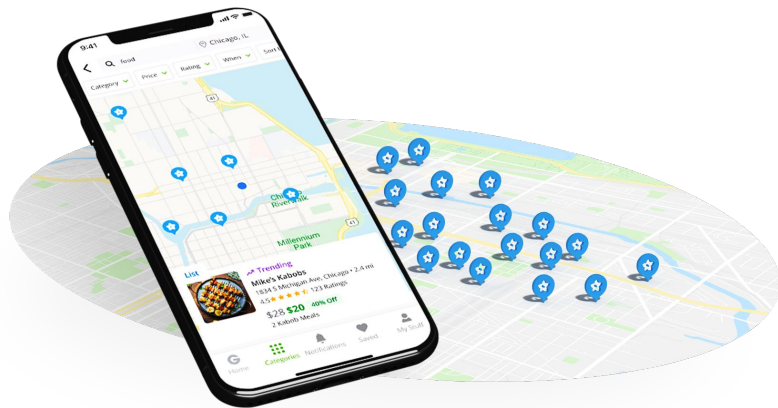 9:41
food
Chicago, IL
Category
Price
Rating
When
Sort
41
Chicago
Riverwalk
41
Millennium
Park
List
Trending
Mike's Kabobs
1834 S Michigan Ave, Chicago • 2.4 mi
4.5 123 Ratings
$28 $20 40% Off
2 Kabob Meals
G
Home
Categories
Notifications
Saved
My Stuff